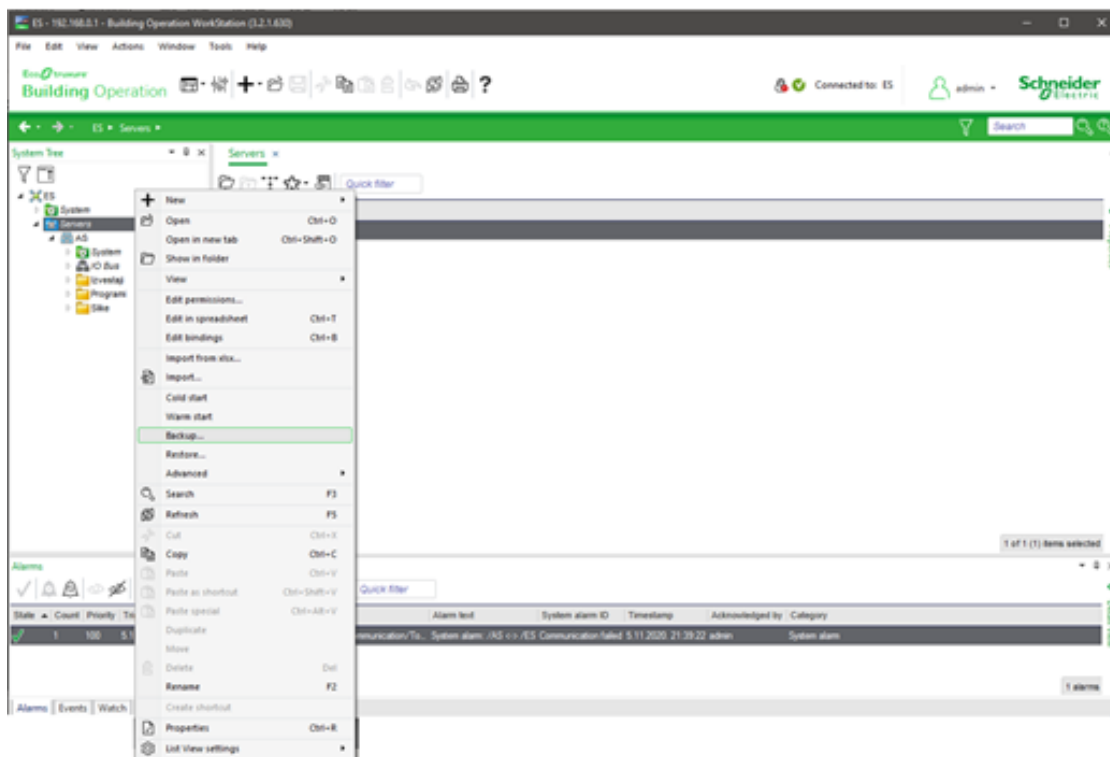 ES - 192.168.0.1 - Building Operation WorkStation (3.2.1.630)
File Edit View Actions Window Tools Help
EcoStruxure
Building Operation
Connected to: ES
admin
Schneider
Electric
ES Servers
Search
System Tree
Servers
Quick filter
ES
System
Servers
AS
System
IO Bus
Izvestaji
Programi
Slike
New
Open Ctrl+O
Open in new tab Ctrl+Shift+O
Show in folder
View
Edit permissions...
Edit in spreadsheet Ctrl+T
Edit bindings Ctrl+B
Import from xlsx...
Import...
Cold start
Warm start
Backup...
Restore...
Advanced
Search F3
Refresh F5
Cut Ctrl+X
Copy Ctrl+C
Paste Ctrl+V
Paste as shortcut Ctrl+Shift+V
Paste special Ctrl+Alt+V
Duplicate
Move
Delete Del
Rename F2
Create shortcut
Properties Ctrl+R
List View settings
1 of 1 (1) items selected
Alarms
Quick filter
State Count Priority Alarm text System alarm ID Timestamp Acknowledged by Category
1 100 System alarm: /AS <-> /ES Communication failed 5.11.2020. 21:39:22 admin System alarm
1 alarms
Alarms Events Watch